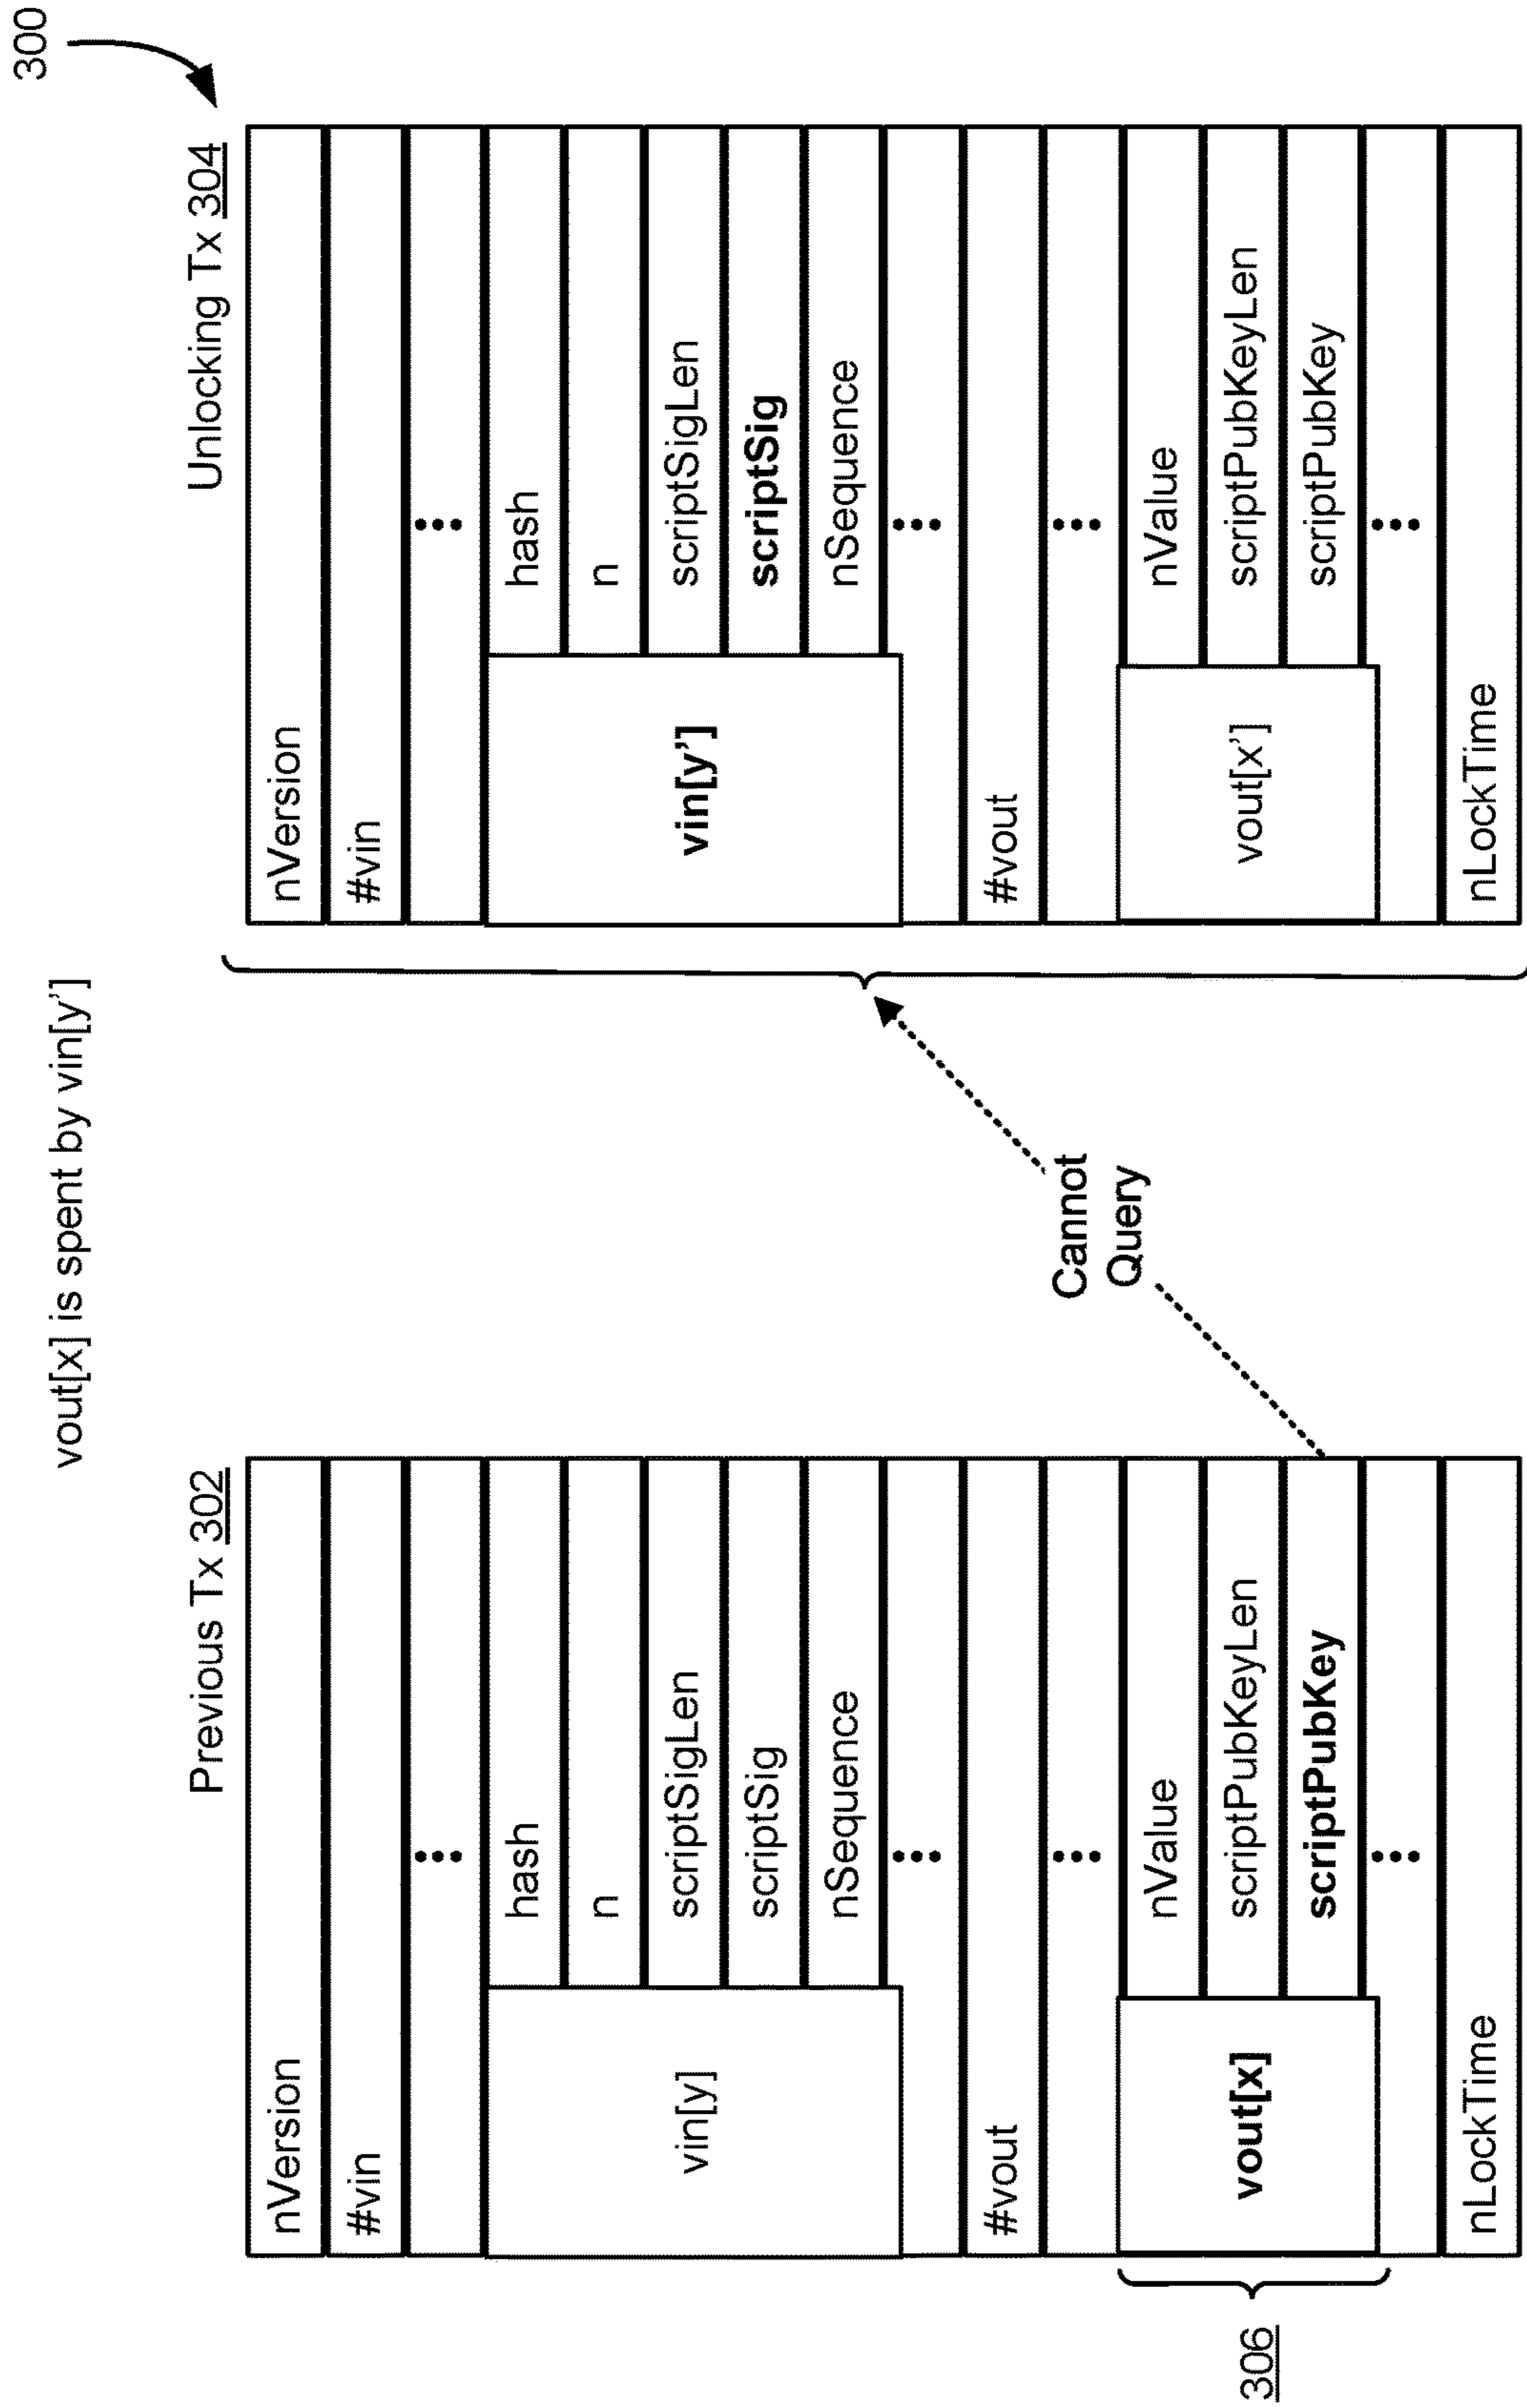 300
vout[x] is spent by vin[y’]
Previous Tx 302
nVersion
#vin
•••
vin[y]
hash
n
scriptSigLen
scriptSig
nSequence
•••
#vout
•••
vout[x]
nValue
scriptPubKeyLen
scriptPubKey
•••
nLockTime
306
Cannot
Query
Unlocking Tx 304
nVersion
#vin
•••
vin[y’]
hash
n
scriptSigLen
scriptSig
nSequence
•••
#vout
•••
vout[x’]
nValue
scriptPubKeyLen
scriptPubKey
•••
nLockTime